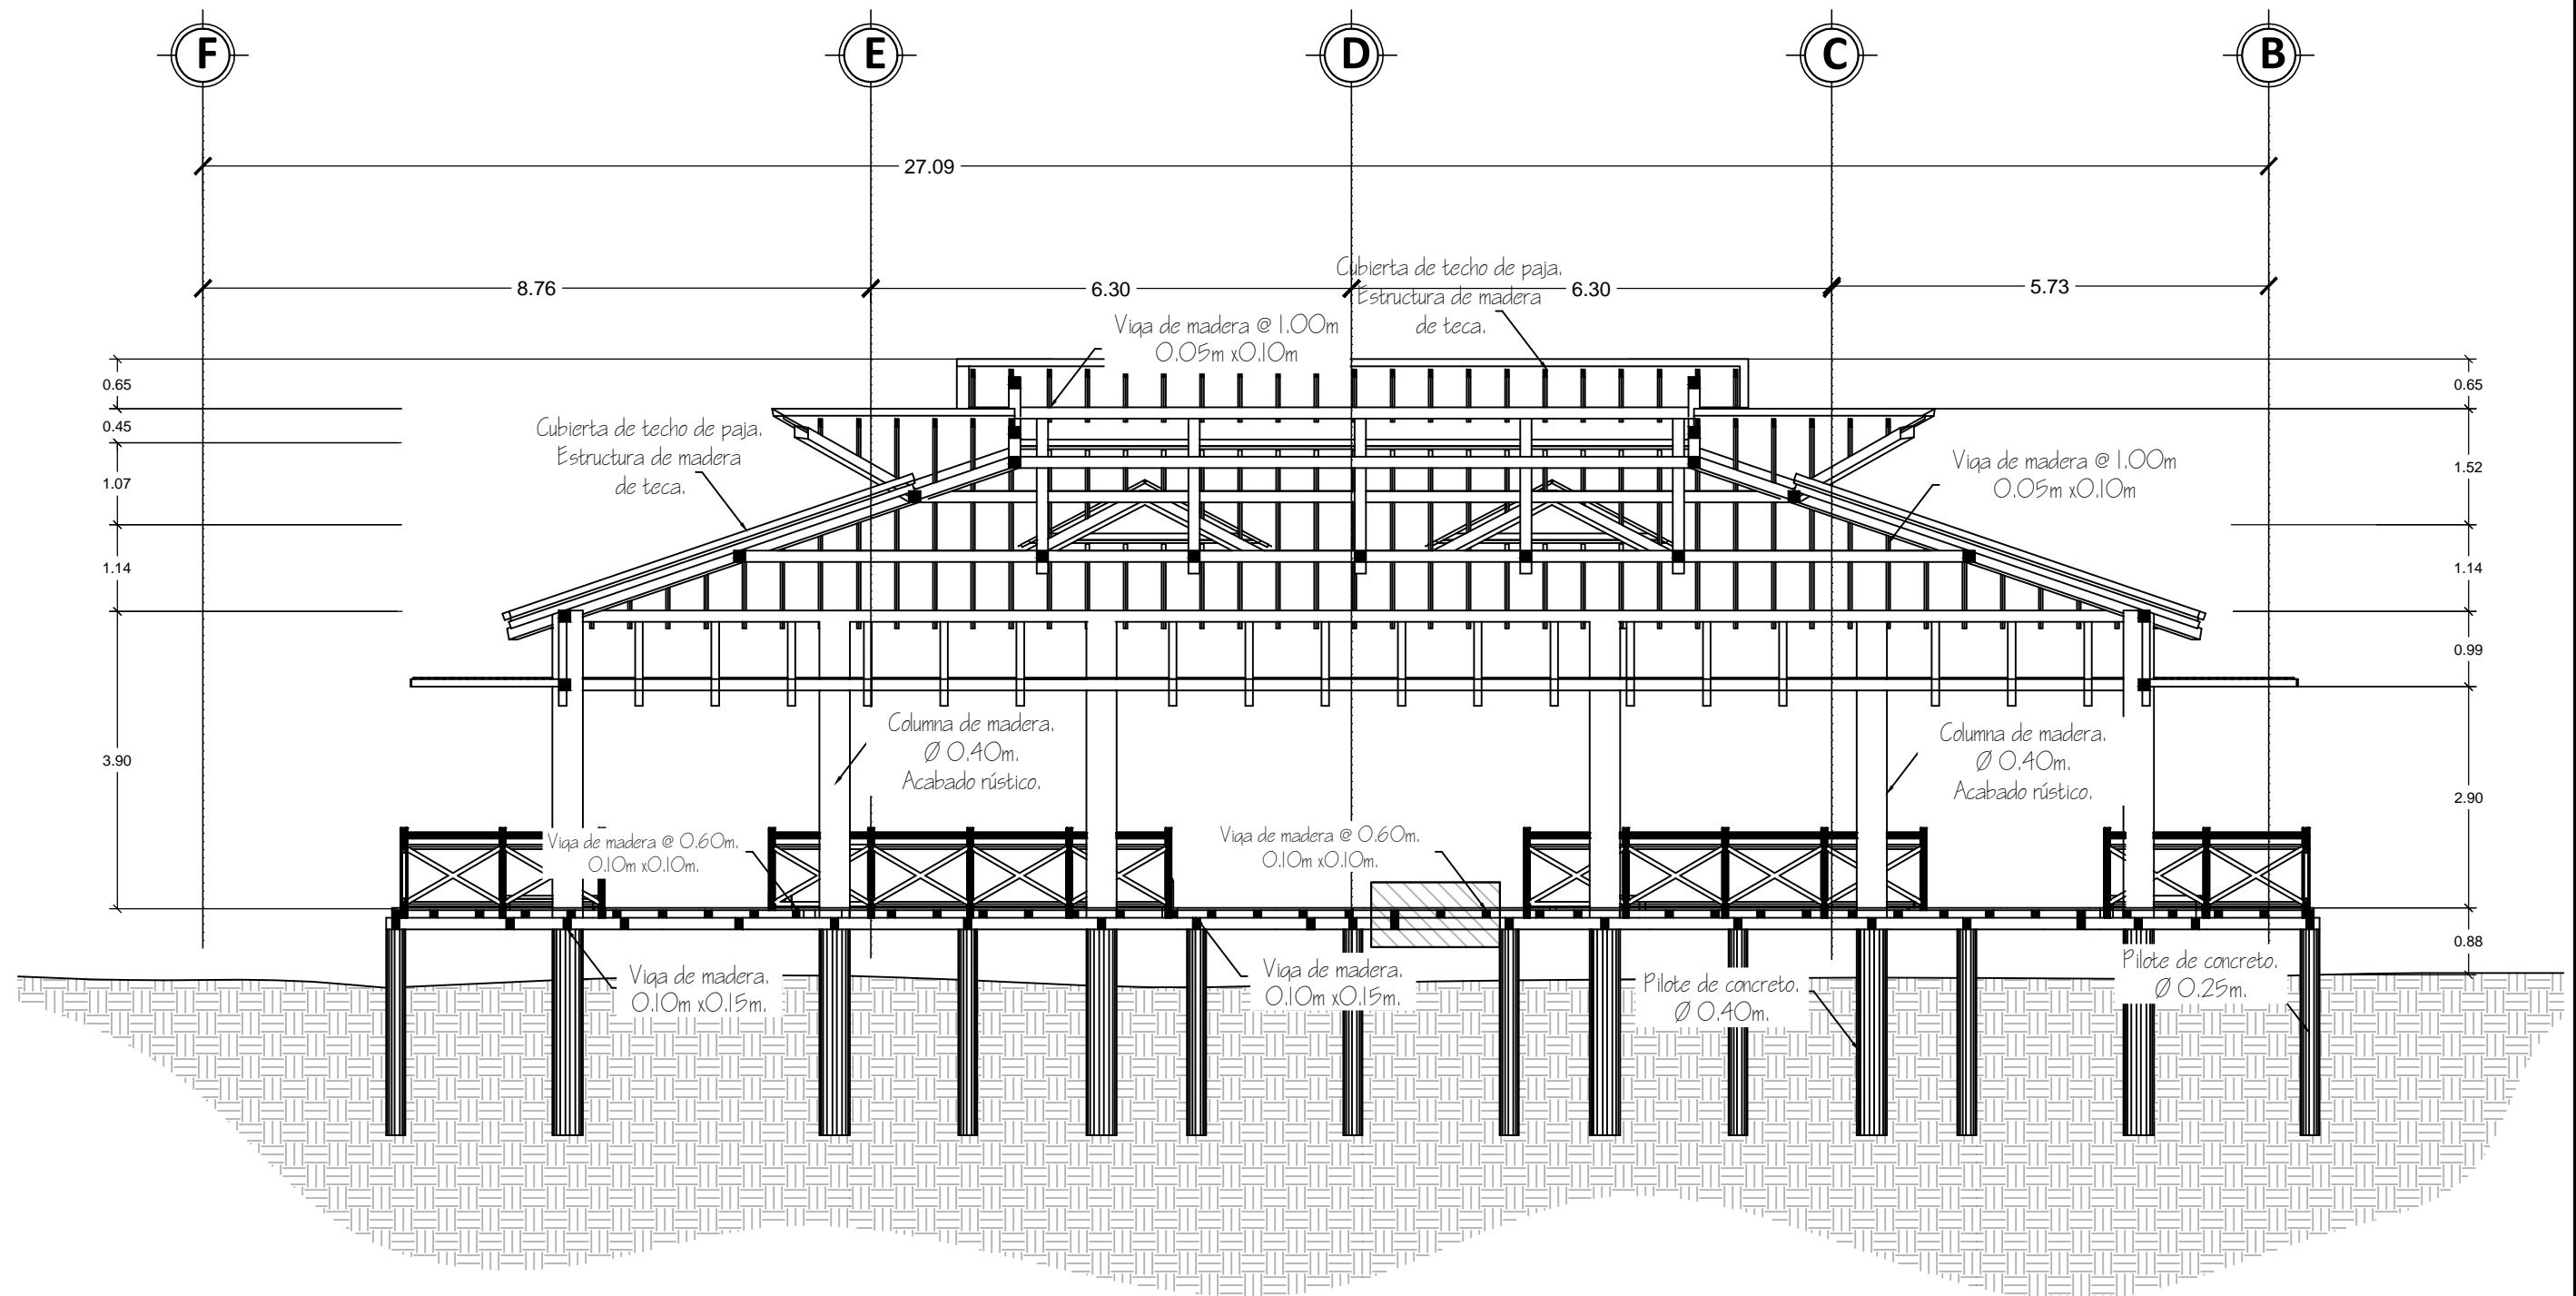 F
E
D
C
B
27.09
8.76
6.30
6.30
5.73
Cubierta de techo de paja.
Estructura de madera
de teca.
Viga de madera @ 1.00m
0.05m x0.10m
Cubierta de techo de paja.
Estructura de madera
de teca.
Viga de madera @ 1.00m
0.05m x0.10m
0.65
0.45
1.07
1.14
3.90
0.65
1.52
1.14
0.99
2.90
0.88
Columna de madera.
Ø 0.40m.
Acabado rústico.
Columna de madera.
Ø 0.40m.
Acabado rústico.
Viga de madera @ 0.60m.
0.10m x0.10m.
Viga de madera @ 0.60m.
0.10m x0.10m.
Viga de madera.
0.10m x0.15m.
Viga de madera.
0.10m x0.15m.
Pilote de concreto.
Ø 0.40m.
Pilote de concreto.
Ø 0.25m.